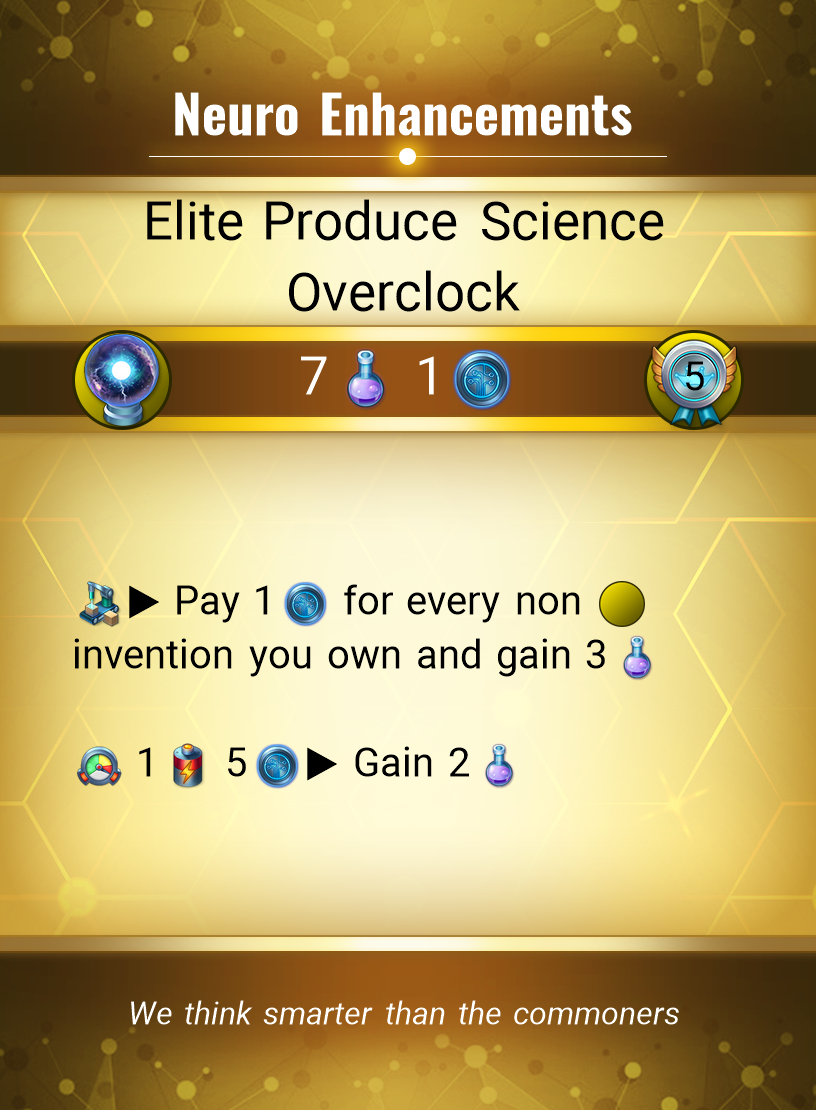 Neuro Enhancements
Elite Produce Science
Overclock
7 1 5
Pay 1 for every non
invention you own and gain 3
1 5 Gain 2
We think smarter than the commoners